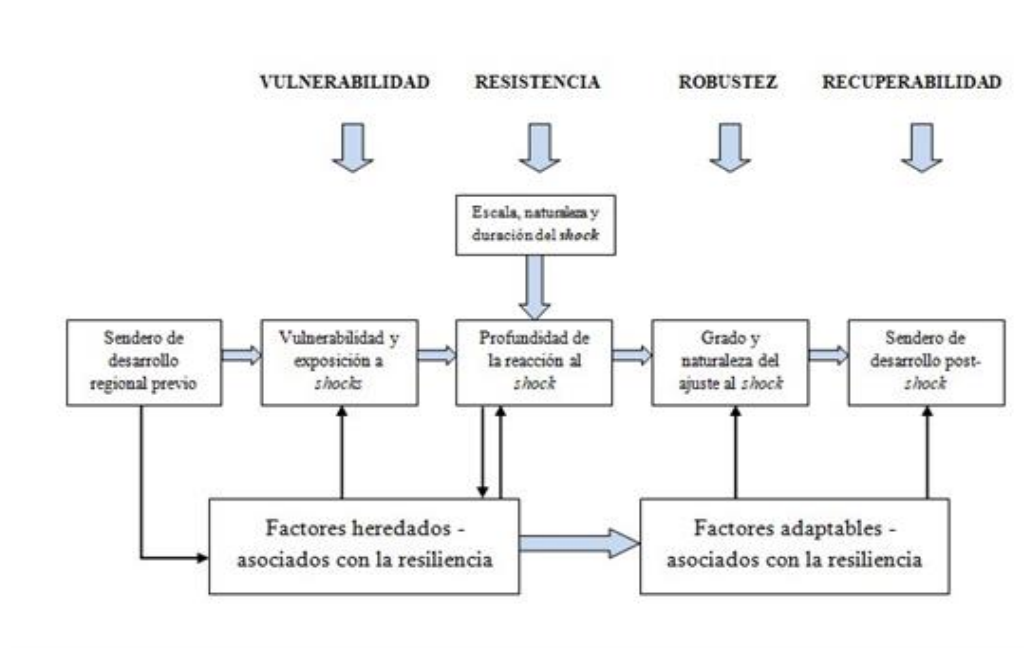 VULNERABILIDAD RESISTENCIA ROBUSTEZ RECUPERABILIDAD
Escala, naturaleza y
duración del shock
Sendero de
desarrollo
regional previo
Vulnerabilidad y
exposición a
shocks
Profundidad de
la reacción al
shock
Grado y
naturaleza del
ajuste al shock
Sendero de
desarrollo post-
shock
Factores heredados -
asociados con la resiliencia
Factores adaptables -
asociados con la resiliencia